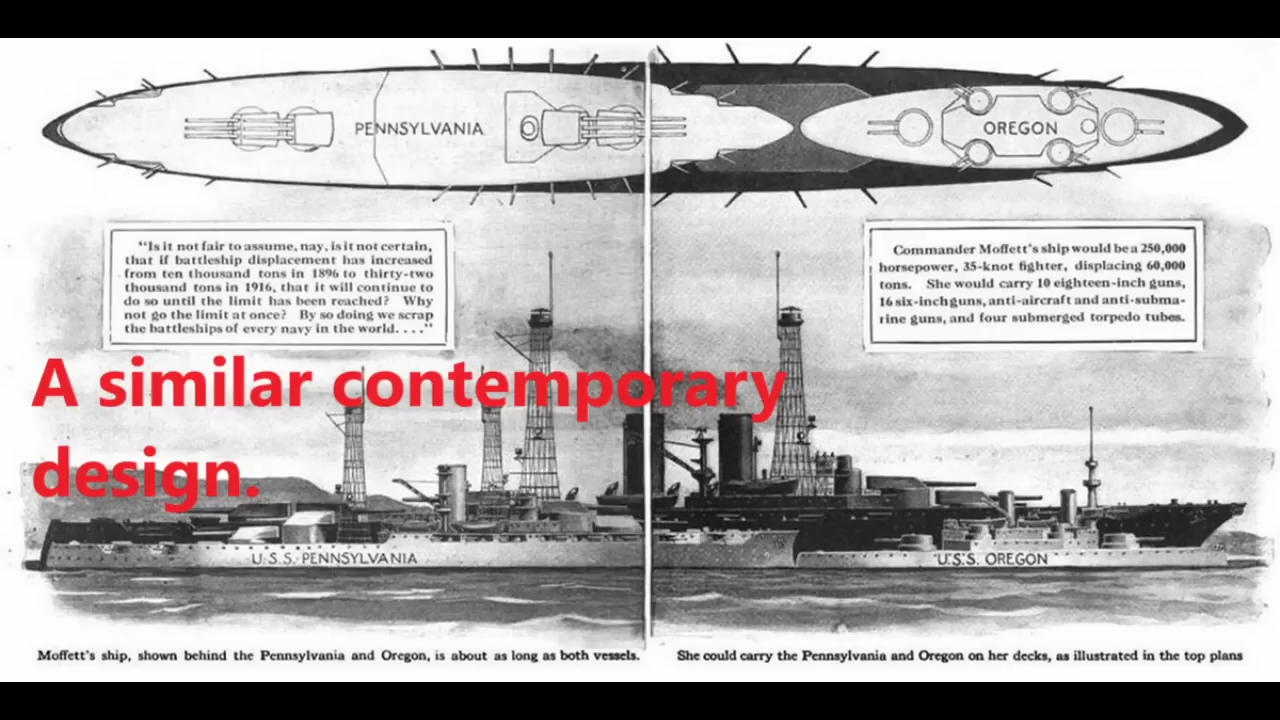 PENNSYLVANIA
OREGON
"Is it not fair to assume, nay, is it not certain,
that if battleship displacement has increased
from ten thousand tons in 1896 to thirty-two
thousand tons in 1916, that it will continue to
do so until the limit has been reached? Why
not go the limit at once? By so doing we scrap
the battleships of every navy in the world. . . ."
Commander Moffett's ship would be a 250,000
horsepower, 35-knot fighter, displacing 60,000
tons. She would carry 10 eighteen-inch guns,
16 six-inch guns, anti-aircraft and anti-subma-
rine guns, and four submerged torpedo tubes.
A similar contemporary
design.
U.S.S. PENNSYLVANIA
U.S.S. OREGON
Moffett's ship, shown behind the Pennsylvania and Oregon, is about as long as both vessels.
She could carry the Pennsylvania and Oregon on her decks, as illustrated in the top plans